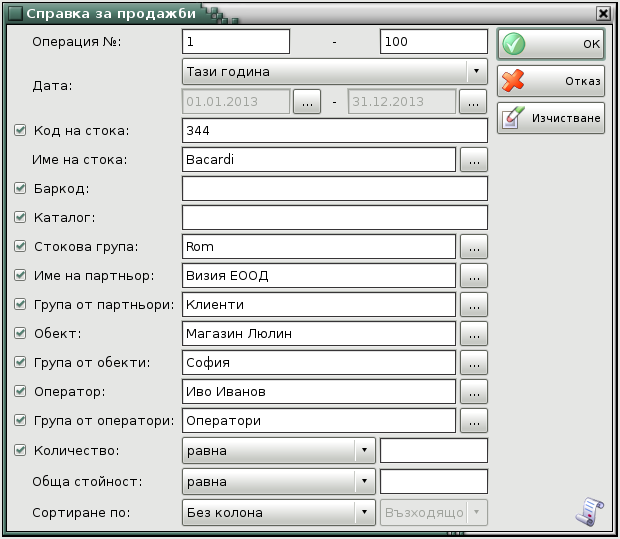 Справка за продажби
Операция №: 1 - 100
OK
Тази година
Дата:
Отказ
01.01.2013 ... - 31.12.2013 ...
Изчистване
Код на стока: 344
Име на стока: Bacardi ...
Баркод:
Каталог:
Стокова група: Rom ...
Име на партньор: Визия ЕООД ...
Група от партньори: Клиенти ...
Обект: Магазин Люлин ...
Група от обекти: София ...
Оператор: Иво Иванов ...
Група от оператори: Оператори ...
Количество: равна
Обща стойност: равна
Сортиране по: Без колона Възходящо